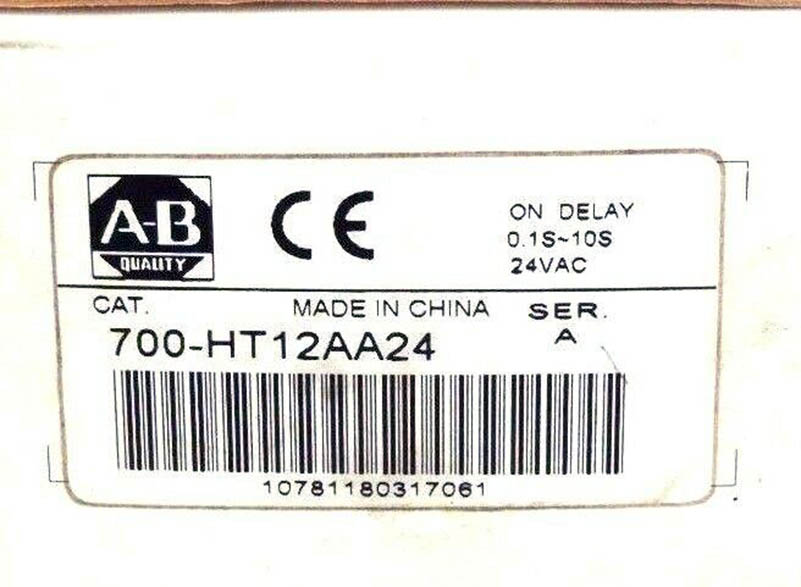 A-B
QUALITY
CE
ON DELAY
0.1S~10S
24VAC
CAT.
MADE IN CHINA
SER.
700-HT12AA24
A
10781180317061